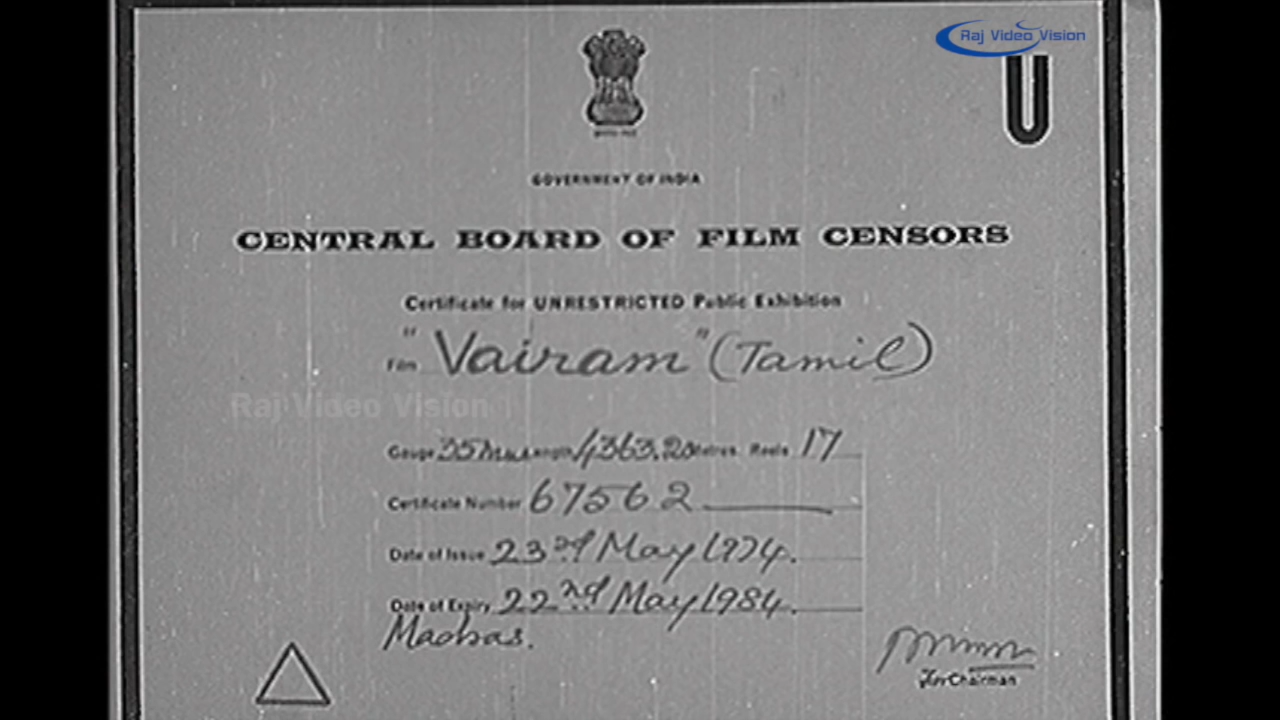 Raj Video Vision
U
GOVERNMENT OF INDIA
CENTRAL BOARD OF FILM CENSORS
Certificate for UNRESTRICTED Public Exhibition
Film "Vairam" (Tamil)
Raj Video Vision
Gauge 35mm Length 4363.20 Metres. Reels 17
Certificate Number 67562
Date of Issue 23rd May 1974.
Date of Expiry 22nd May 1984.
Madras.
For Chairman